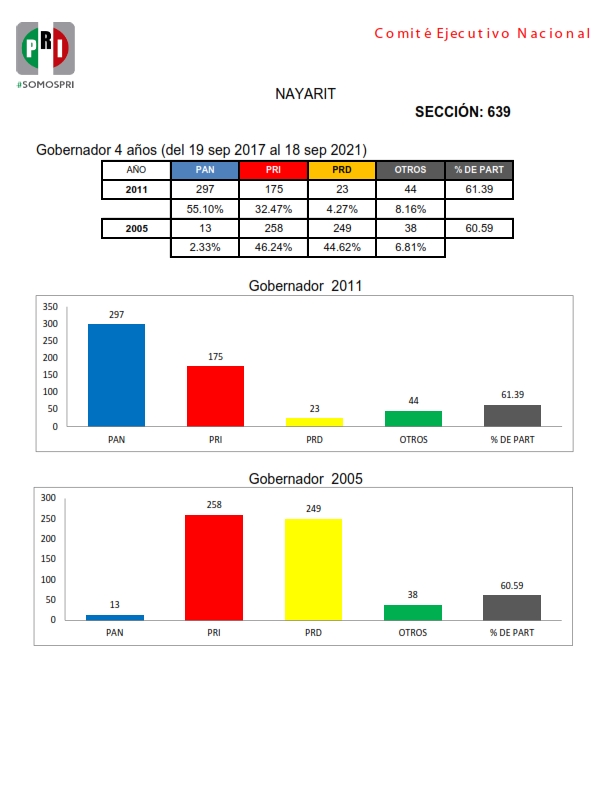 Comité Ejecutivo Nacional
PRI
#SOMOSPRI
NAYARIT
SECCIÓN: 639
Gobernador 4 años (del 19 sep 2017 al 18 sep 2021)
AÑO PAN PRI PRD OTROS % DE PART
2011 297 175 23 44 61.39
55.10% 32.47% 4.27% 8.16%
2005 13 258 249 38 60.59
2.33% 46.24% 44.62% 6.81%
Gobernador 2011
350
300
250
200
150
100
50
0
297
175
23
44
61.39
PAN PRI PRD OTROS % DE PART
Gobernador 2005
300
250
200
150
100
50
0
13
258
249
38
60.59
PAN PRI PRD OTROS % DE PART